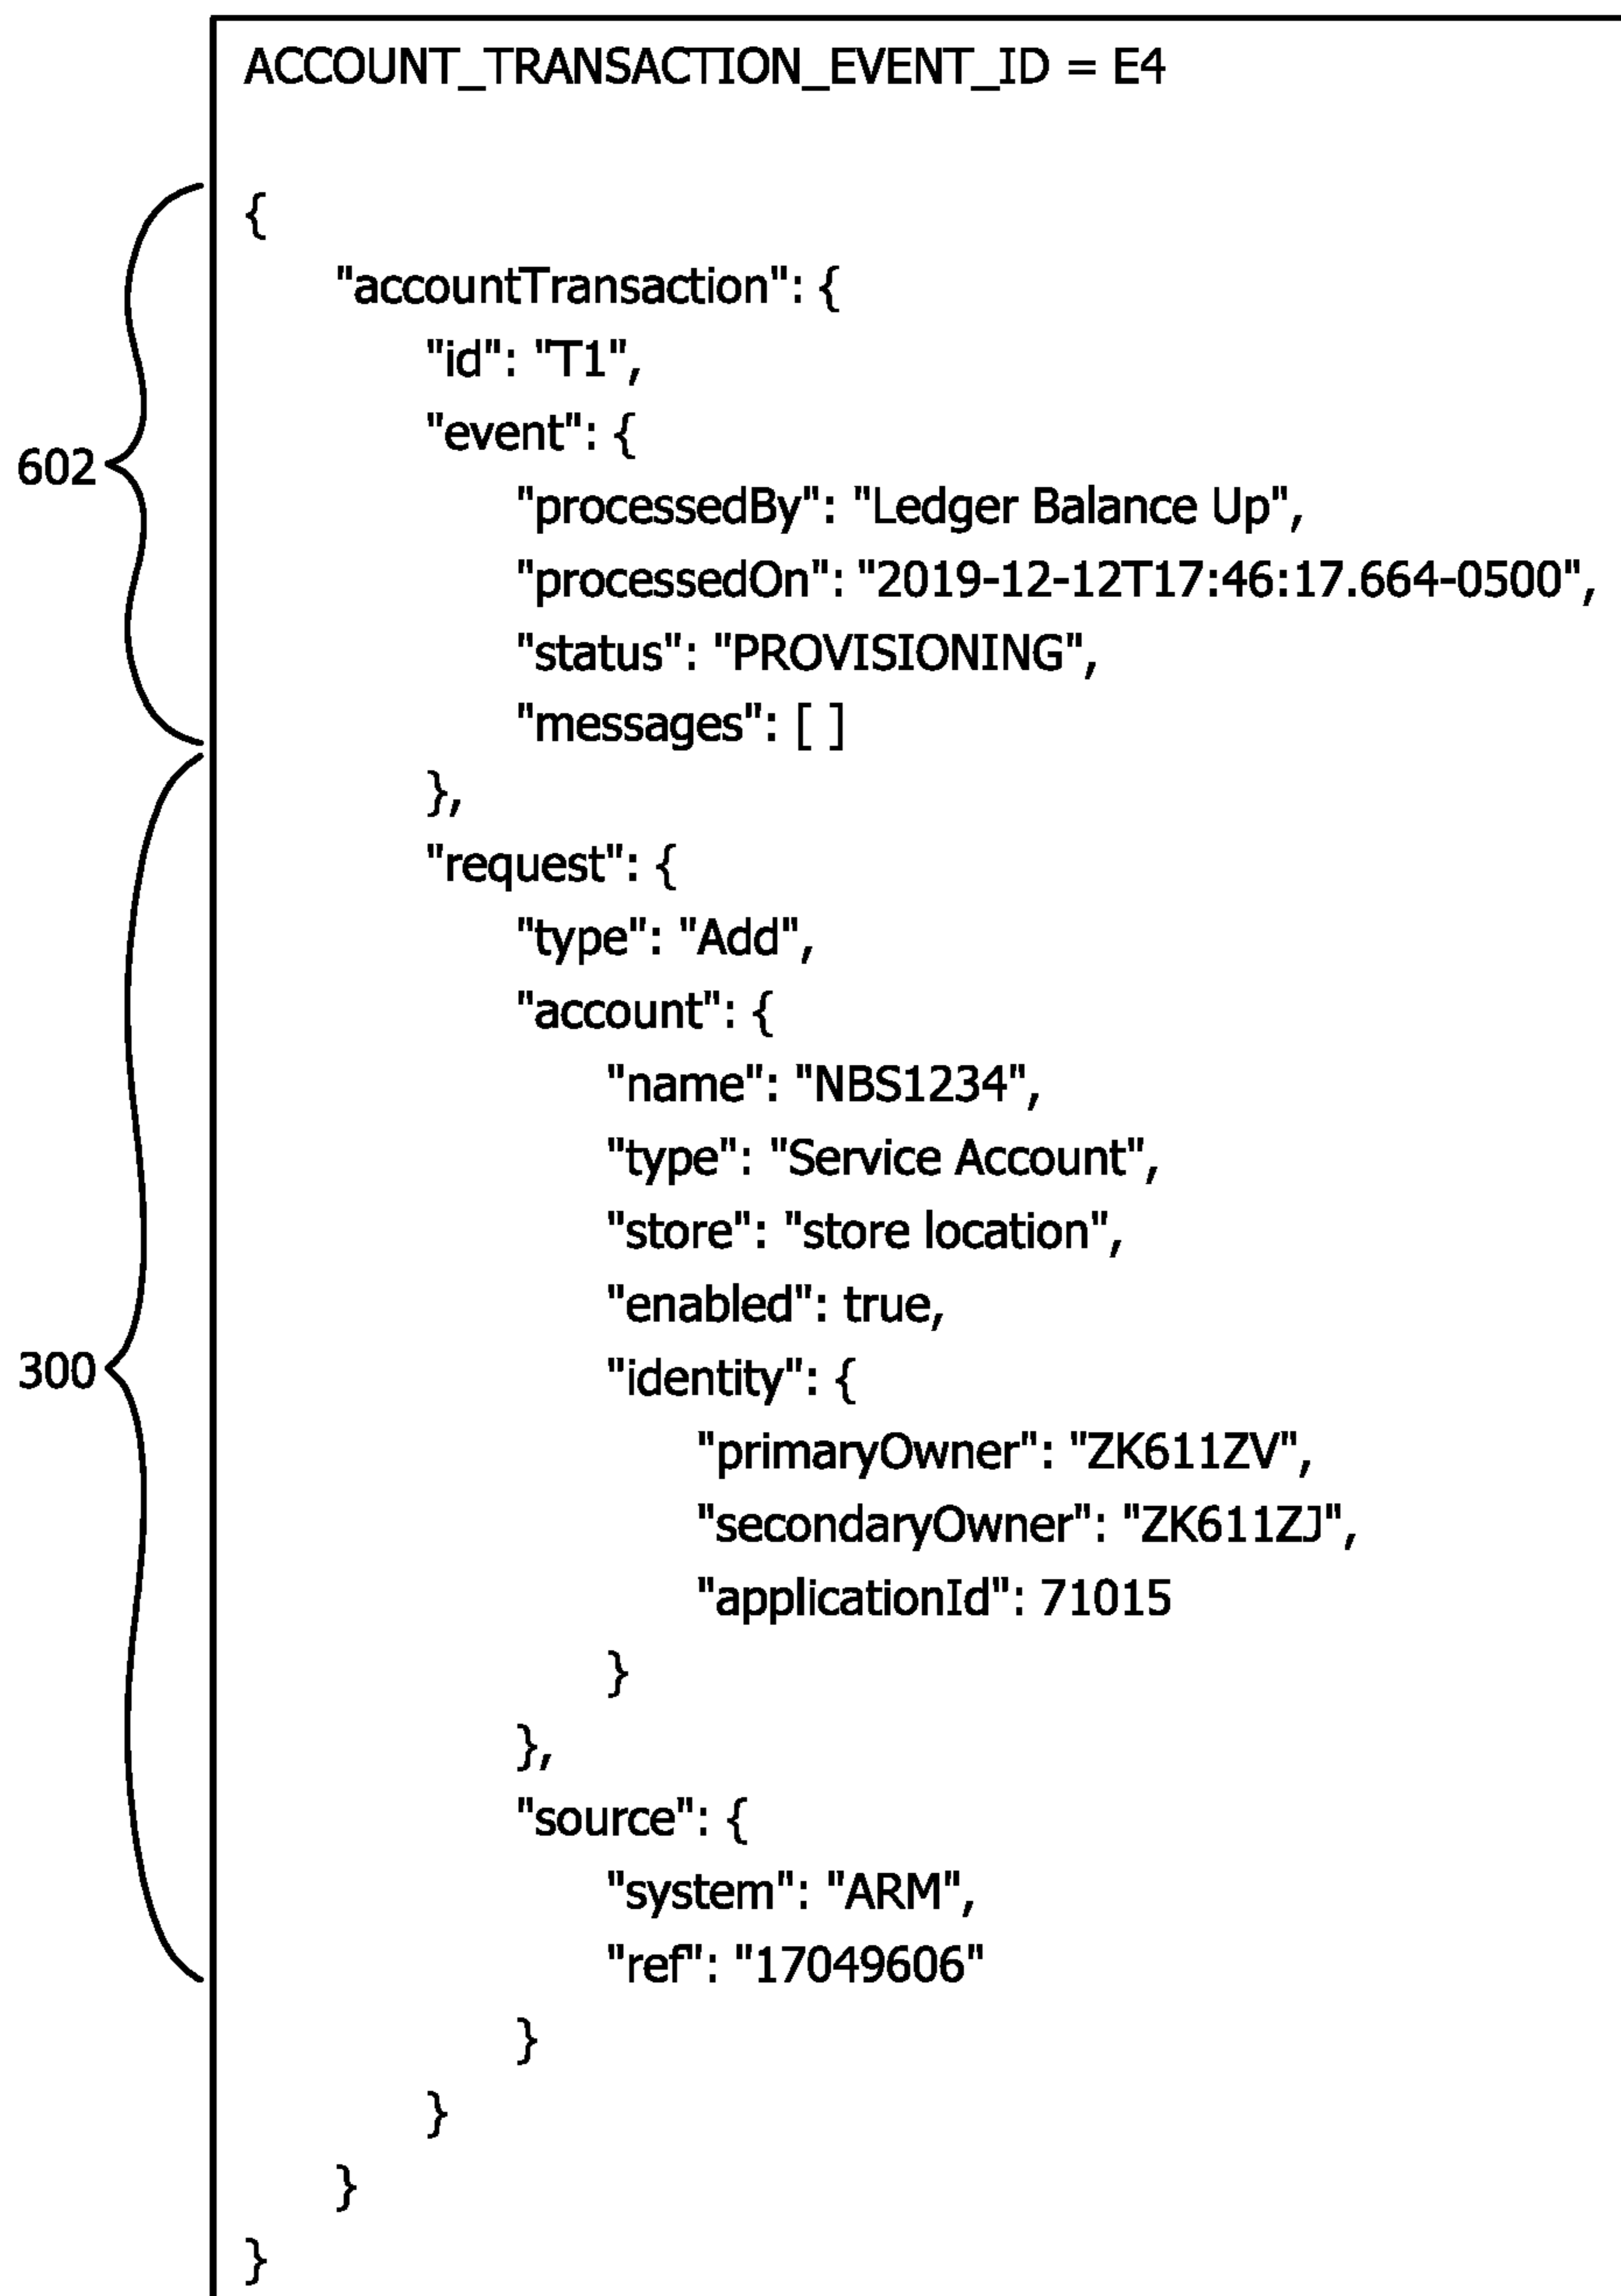 ACCOUNT_TRANSACTION_EVENT_ID = E4
{
"accountTransaction": {
"id": "T1",
"event": {
602
"processedBy": "Ledger Balance Up",
"processedOn": "2019-12-12T17:46:17.664-0500",
"status": "PROVISIONING",
"messages": [ ]
},
"request": {
"type": "Add",
"account": {
"name": "NBS1234",
"type": "Service Account",
"store": "store location",
"enabled": true,
300
"identity": {
"primaryOwner": "ZK611ZV",
"secondaryOwner": "ZK611ZJ",
"applicationId": 71015
}
},
"source": {
"system": "ARM",
"ref": "17049606"
}
}
}
}